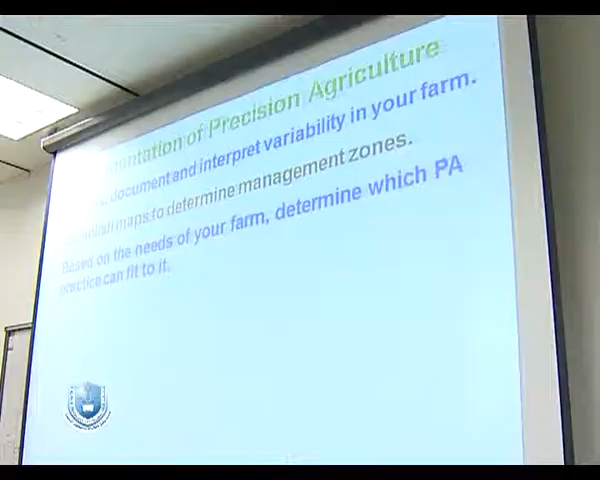 of Precision Agriculture
document and interpret variability in your farm.
maps to determine management zones.
Based on the needs of your farm, determine which PA
practice can fit to it.